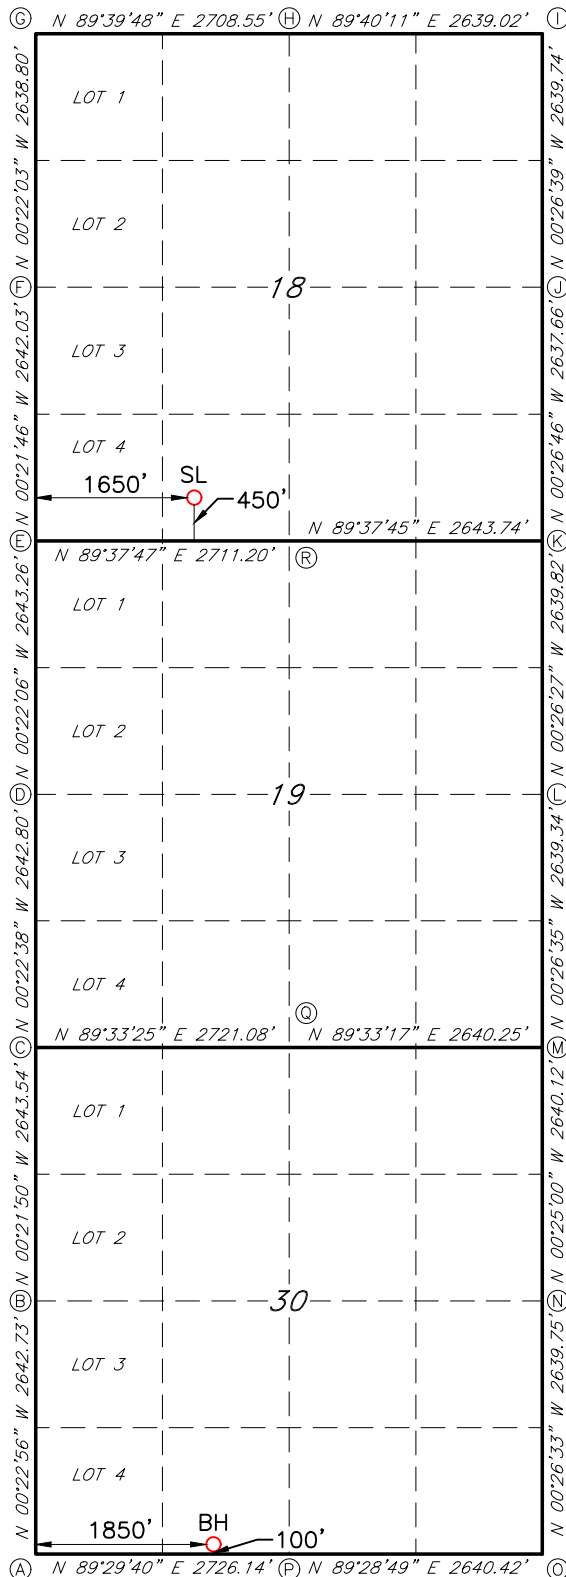 G N 89°39'48" E 2708.55' H N 89°40'11" E 2639.02' I
N 00°22'03" W 2638.80'
N 00°26'39" W 2639.74'
LOT 1
LOT 2
F 18 J
N 00°21'46" W 2642.03'
N 00°26'46" W 2637.66'
LOT 3
LOT 4
1650' SL 450'
N 89°37'45" E 2643.74'
E K
N 89°37'47" E 2711.20' R
N 00°22'06" W 2643.26'
N 00°26'27" W 2639.82'
LOT 1
LOT 2
D 19 L
N 00°22'38" W 2642.80'
N 00°26'35" W 2639.34'
LOT 3
LOT 4
Q
N 89°33'25" E 2721.08' N 89°33'17" E 2640.25'
C M
N 00°21'50" W 2643.54'
N 00°25'00" W 2640.12'
LOT 1
LOT 2
B 30 N
N 00°22'56" W 2642.73'
N 00°26'33" W 2639.75'
LOT 3
LOT 4
1850' BH 100'
A N 89°29'40" E 2726.14' P N 89°28'49" E 2640.42' O